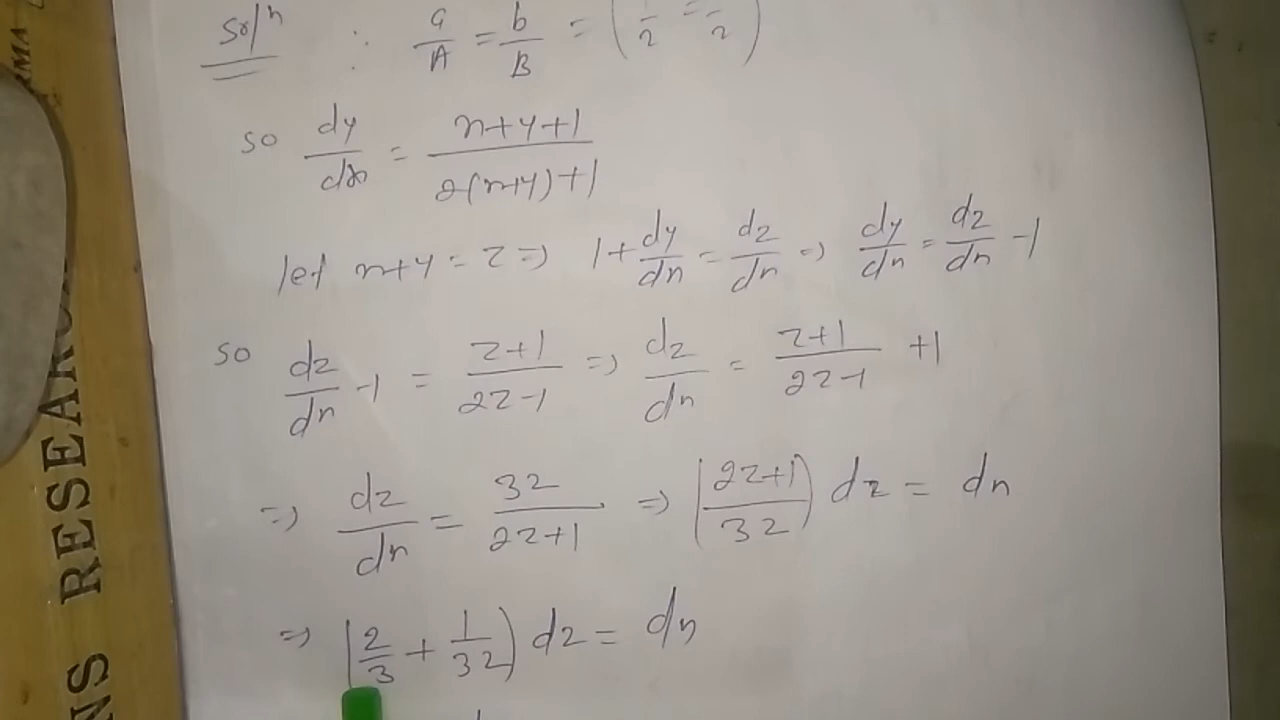 Sol^n ∴ a/A = b/B = (1/2 = 1/2)
so dy/dx = x+y+1 / 2(x+y)+1
let x+y = z ⇒ 1+dy/dx = dz/dx ⇒ dy/dx = dz/dx -1
so dz/dx -1 = z+1 / 2z-1 ⇒ dz/dx = z+1 / 2z-1 +1
⇒ dz/dx = 3z / 2z+1 ⇒ (2z+1 / 3z) dz = dx
⇒ (2/3 + 1/3z) dz = dx
NS RESEARC
RMA